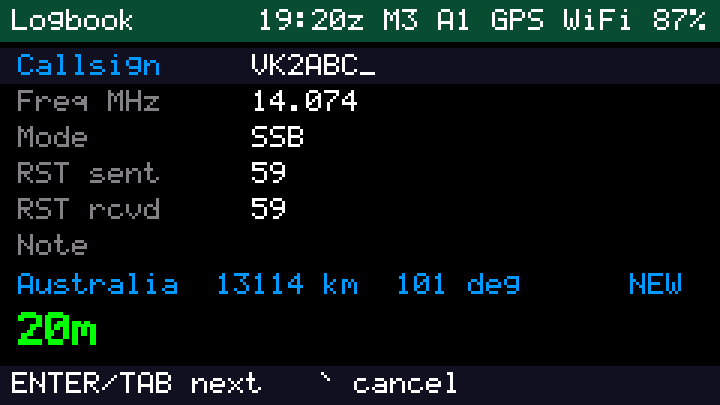 Logbook 19:20z M3 A1 GPS WiFi 87%
Callsign VK2ABC_
Freq MHz 14.074
Mode SSB
RST sent 59
RST rcvd 59
Note
Australia 13114 km 101 deg NEW
20m
ENTER/TAB next ` cancel